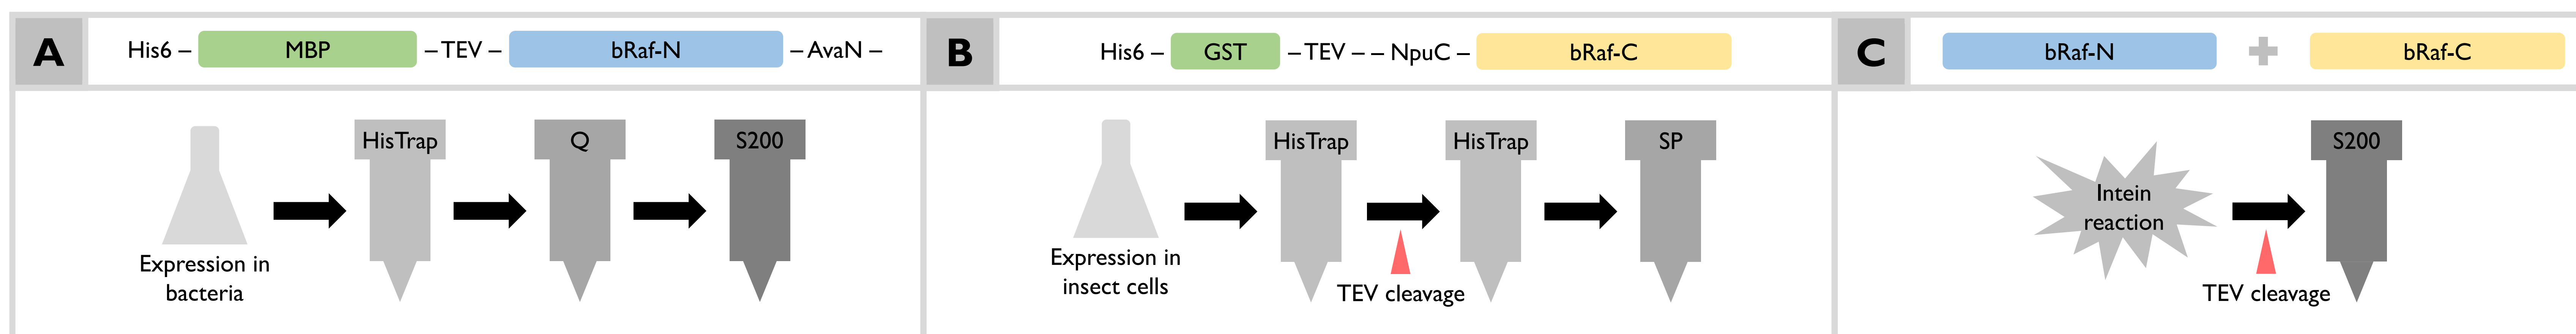 A
His6 – MBP – TEV – bRaf-N – AvaN –
Expression in
bacteria
HisTrap
Q
S200
B
His6 – GST – TEV – – NpuC – bRaf-C
Expression in
insect cells
HisTrap
TEV cleavage
HisTrap
SP
C
bRaf-N + bRaf-C
Intein
reaction
TEV cleavage
S200